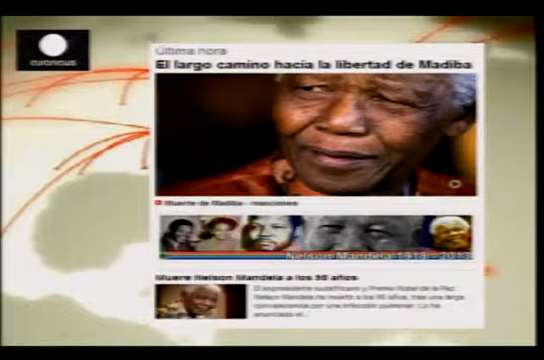 euronews
Última hora
El largo camino hacia la libertad de Madiba
Muerte de Madiba - reacciones
Nelson Mandela 1918 - 2013
Muere Nelson Mandela a los 95 años
El expresidente sudafricano y Premio Nobel de la Paz
Nelson Mandela ha muerto a los 95 años, tras una larga
convalecencia por una infección pulmonar. Lo ha
anunciado el...